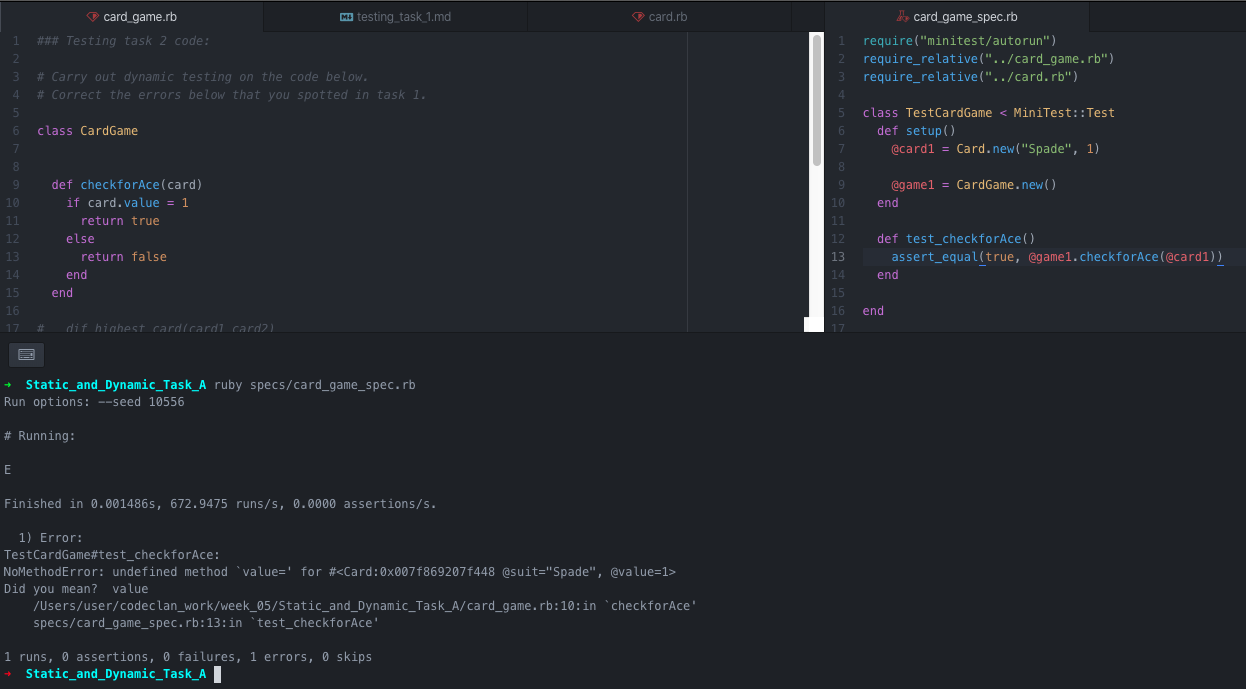 card_game.rb
testing_task_1.md
card.rb
card_game_spec.rb
1 ### Testing task 2 code:
2
3 # Carry out dynamic testing on the code below.
4 # Correct the errors below that you spotted in task 1.
5
6 class CardGame
7
8
9   def checkforAce(card)
10     if card.value = 1
11       return true
12     else
13       return false
14     end
15   end
16
17 #   dif highest_card(card1 card2)
1 require("minitest/autorun")
2 require_relative("../card_game.rb")
3 require_relative("../card.rb")
4
5 class TestCardGame < MiniTest::Test
6   def setup()
7     @card1 = Card.new("Spade", 1)
8
9     @game1 = CardGame.new()
10   end
11
12   def test_checkforAce()
13     assert_equal(true, @game1.checkforAce(@card1))
14   end
15
16 end
17
→ Static_and_Dynamic_Task_A ruby specs/card_game_spec.rb
Run options: --seed 10556
# Running:
E
Finished in 0.001486s, 672.9475 runs/s, 0.0000 assertions/s.
1) Error:
TestCardGame#test_checkforAce:
NoMethodError: undefined method `value=' for #<Card:0x007f869207f448 @suit="Spade", @value=1>
Did you mean?  value
/Users/user/codeclan_work/week_05/Static_and_Dynamic_Task_A/card_game.rb:10:in `checkforAce'
specs/card_game_spec.rb:13:in `test_checkforAce'
1 runs, 0 assertions, 0 failures, 1 errors, 0 skips
→ Static_and_Dynamic_Task_A